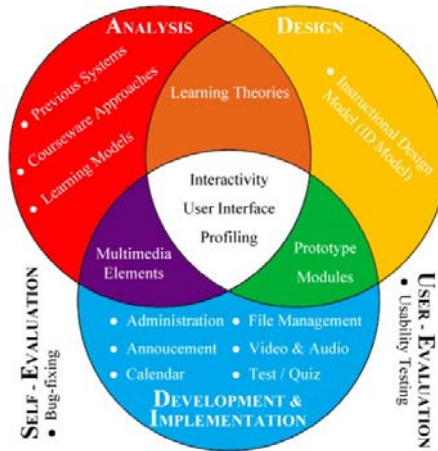 ANALYSIS
• Previous Systems
• Courseware Approaches
• Learning Models
DESIGN
• Instructional Design
Model (ID Model)
Learning Theories
Interactivity
User Interface
Profiling
Multimedia
Elements
Prototype
Modules
• Administration
• Annoucement
• Calendar
• File Management
• Video & Audio
• Test / Quiz
DEVELOPMENT &
IMPLEMENTATION
SELF - EVALUATION
• Bug-fixing
USER - EVALUATION
• Usability Testing